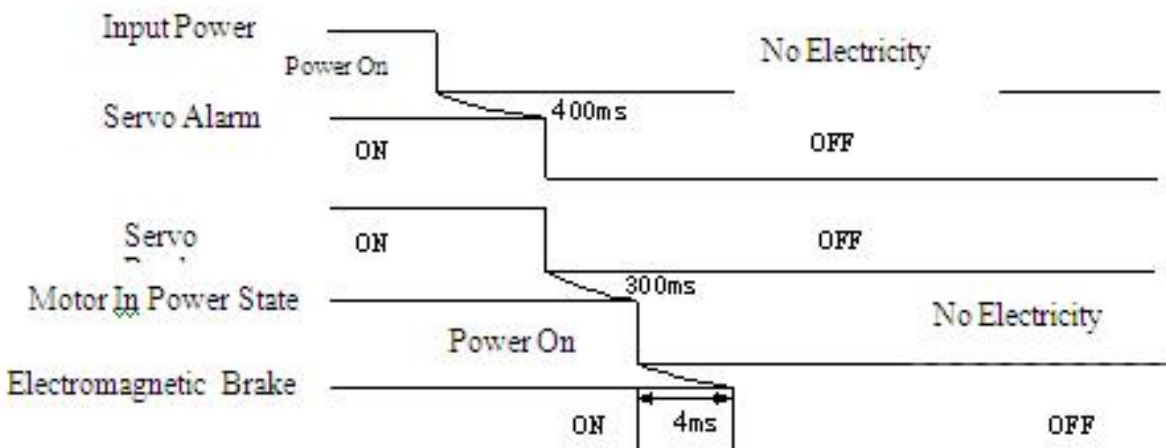 Input Power
No Electricity
Power On
400ms
Servo Alarm
ON
OFF
Servo
ON
OFF
300ms
Motor In Power State
No Electricity
Power On
Electromagnetic Brake
ON
4ms
OFF